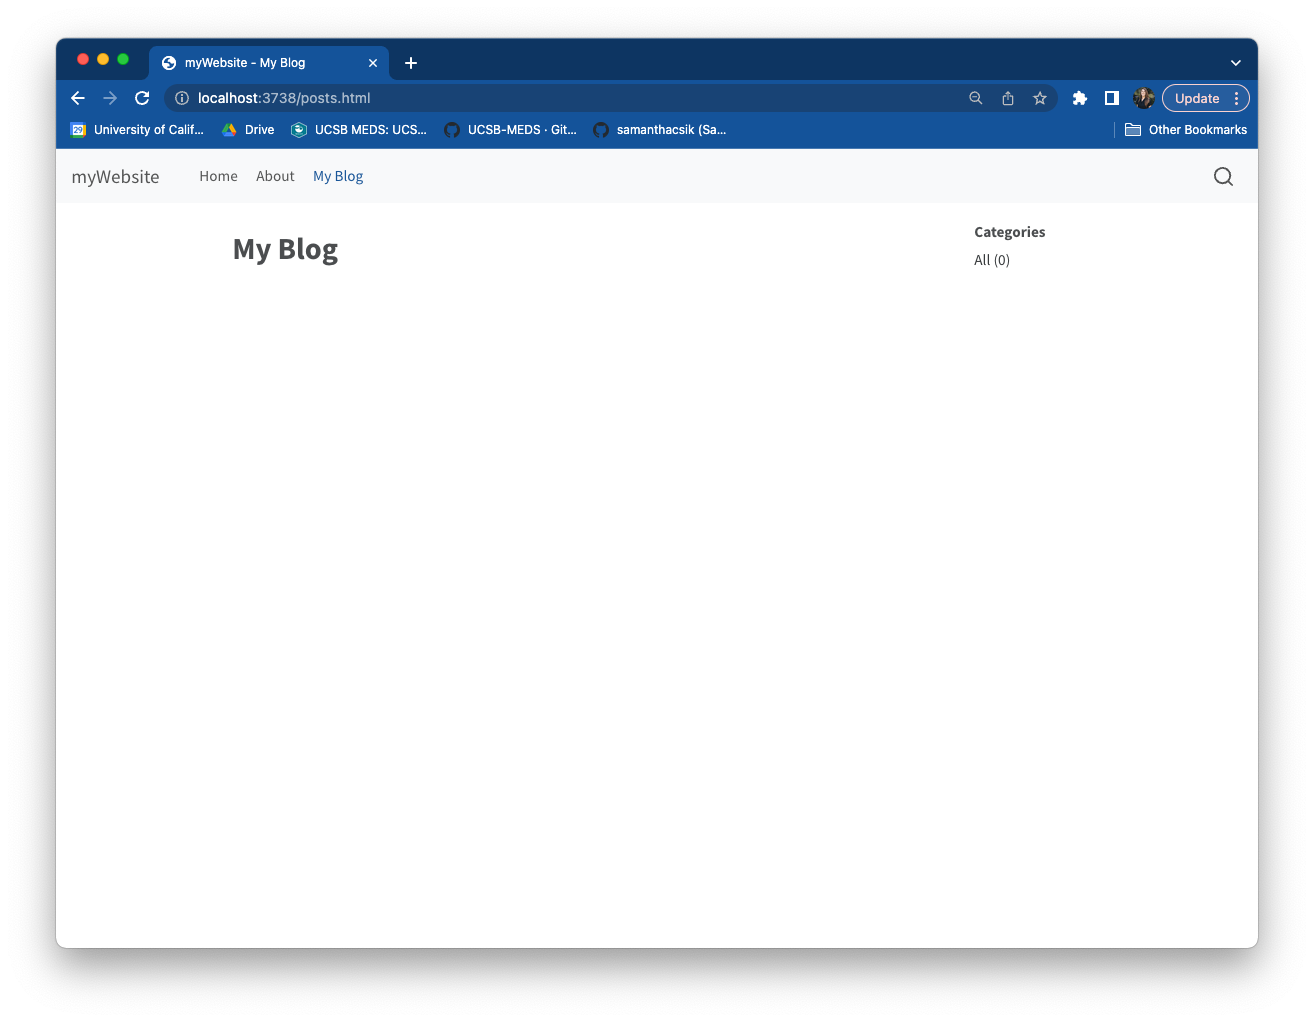 myWebsite - My Blog
localhost:3738/posts.html
Update
29 University of Calif... Drive UCSB MEDS: UCS... UCSB-MEDS · Git... samanthacsik (Sa... Other Bookmarks
myWebsite Home About My Blog
My Blog
Categories
All (0)